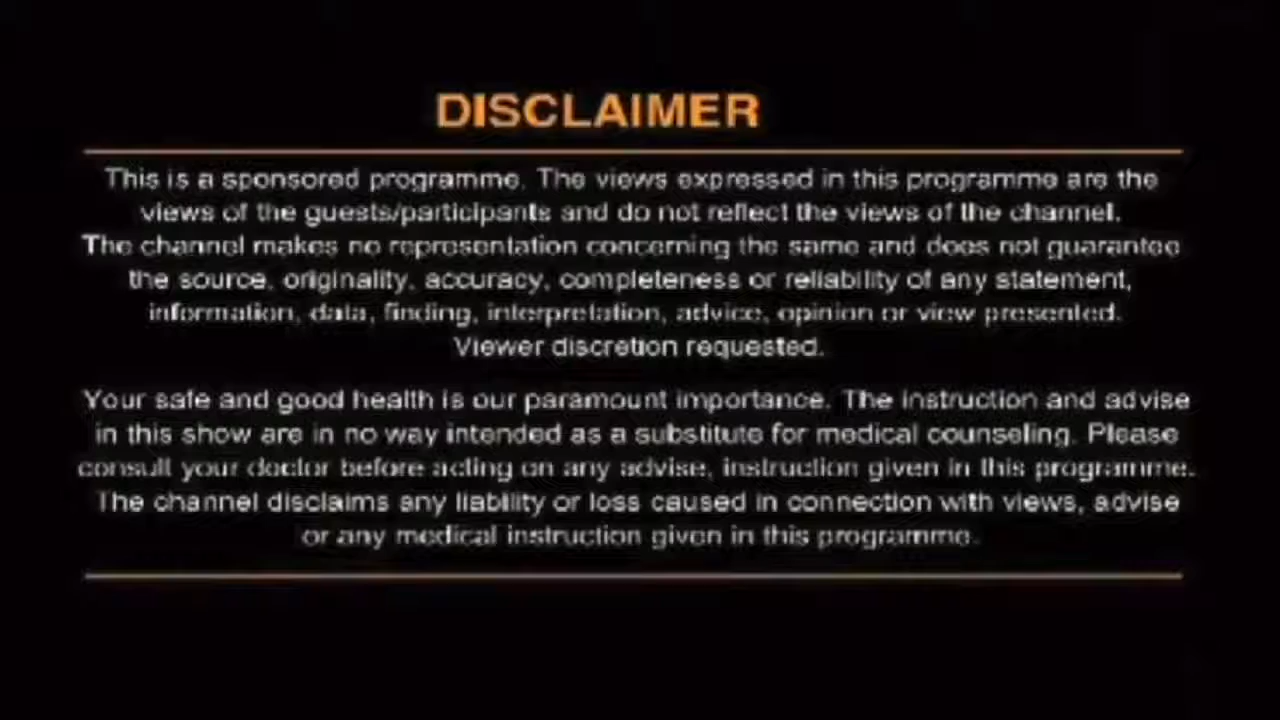 DISCLAIMER
This is a sponsored programme. The views expressed in this programme are the
views of the guests/participants and do not reflect the views of the channel.
The channel makes no representation concerning the same and does not guarantee
the source, originality, accuracy, completeness or reliability of any statement,
information, data, finding, interpretation, advice, opinion or view presented.
Viewer discretion requested.
Your safe and good health is our paramount importance. The instruction and advise
in this show are in no way intended as a substitute for medical counseling. Please
consult your doctor before acting on any advise, instruction given in this programme.
The channel disclaims any liability or loss caused in connection with views, advise
or any medical instruction given in this programme.